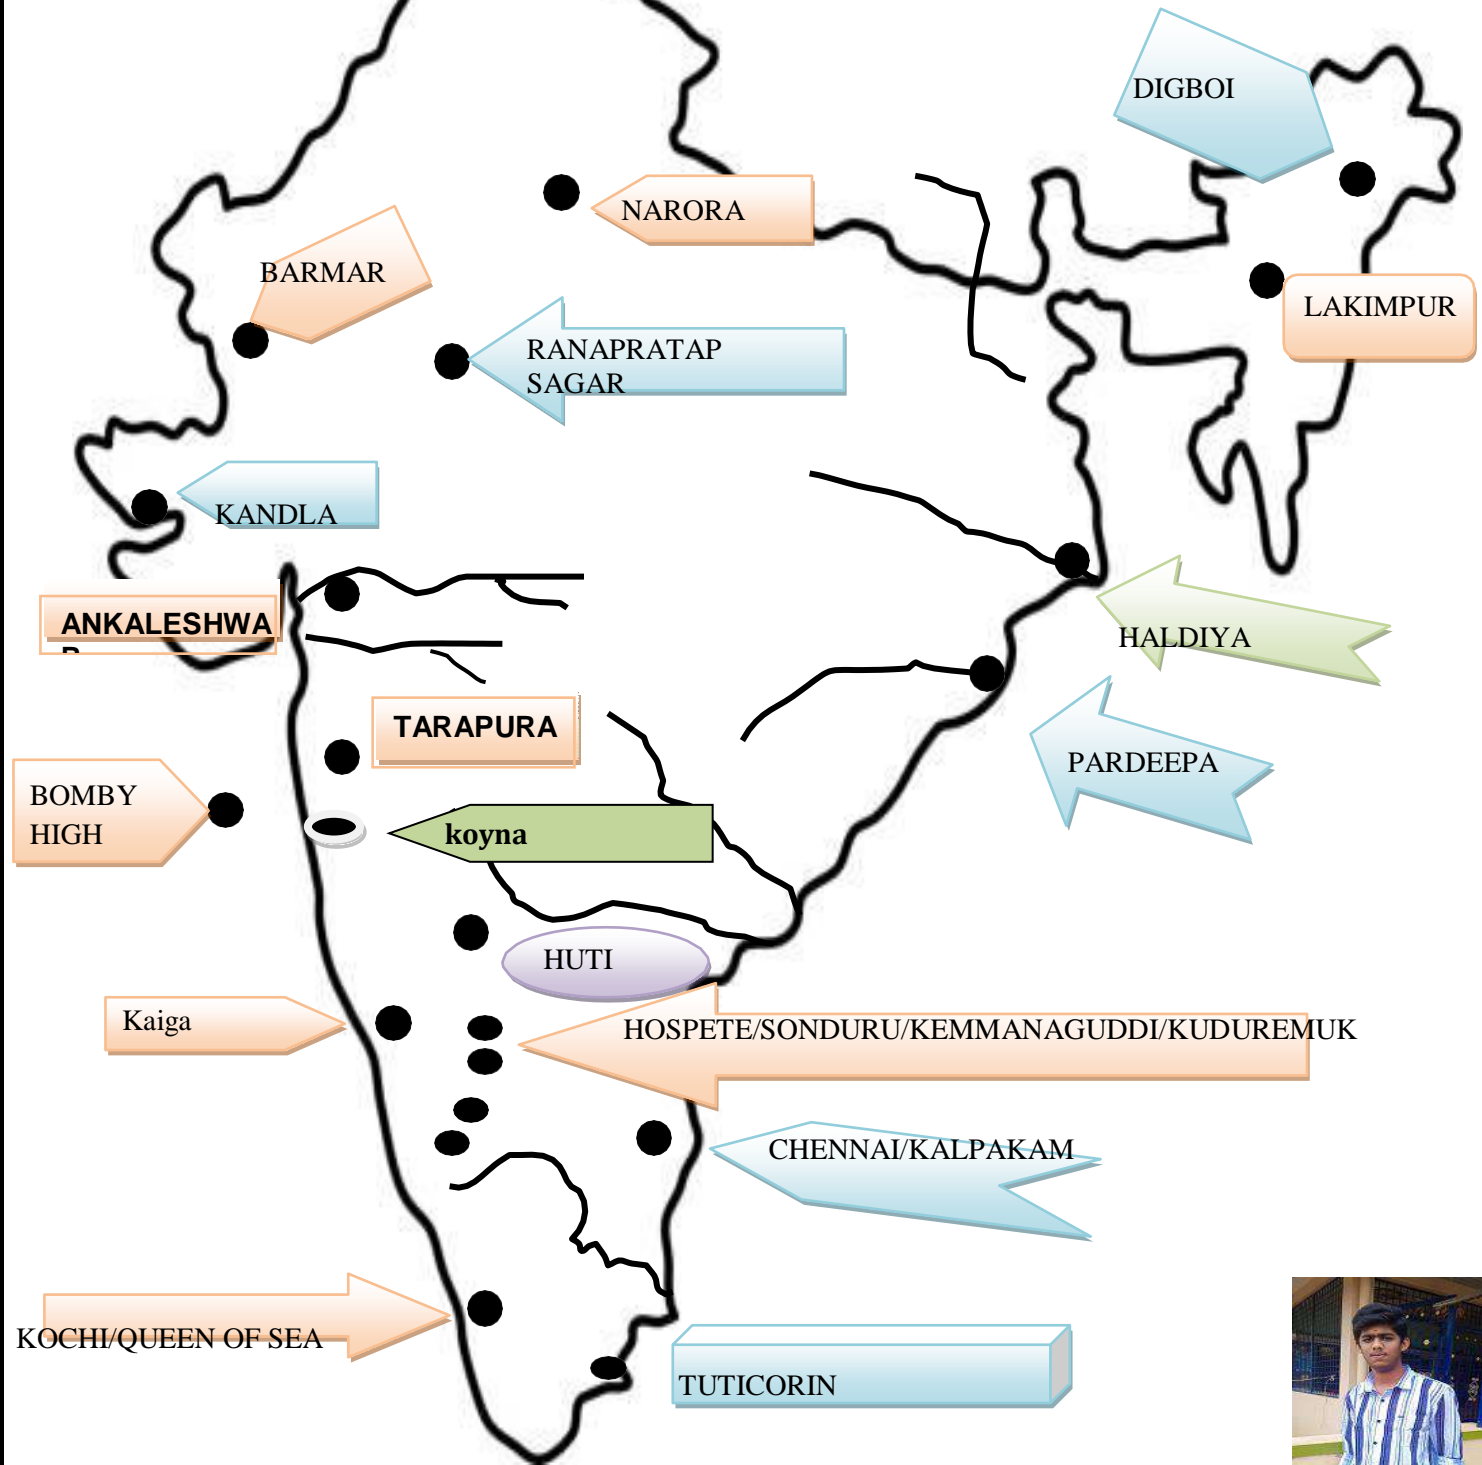 DIGBOI
NARORA
BARMAR
LAKIMPUR
RANAPRATAP
SAGAR
KANDLA
ANKALESHWA
HALDIYA
TARAPURA
PARDEEPA
BOMBY
HIGH
koyna
HUTI
Kaiga
HOSPETE/SONDURU/KEMMANAGUDDI/KUDUREMUK
CHENNAI/KALPAKAM
KOCHI/QUEEN OF SEA
TUTICORIN